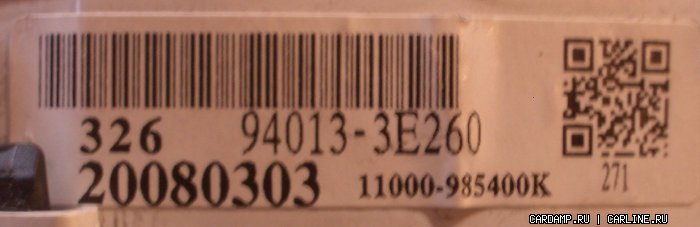 326 94013-3E260
271
20080303 11000-985400K
CARDAMP.RU | CARLINE.RU